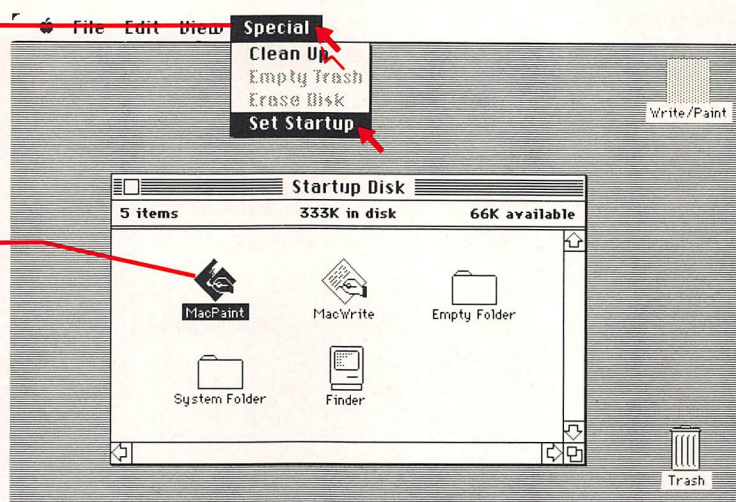 File Edit View Special
Clean Up
Empty Trash
Erase Disk
Set Startup
Write/Paint
Startup Disk
5 items 333K in disk 66K available
MacPaint MacWrite Empty Folder
System Folder Finder
Trash